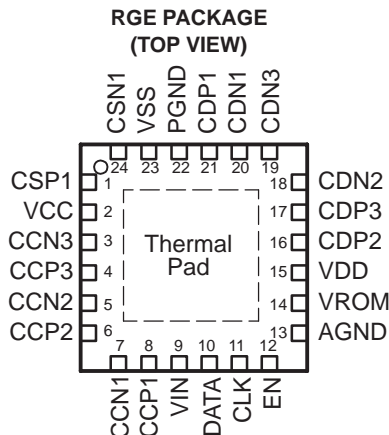 RGE PACKAGE
(TOP VIEW)
CSN1
VSS
PGND
CDP1
CDN1
CDN3
24 23 22 21 20 19
CSP1 1
VCC 2
CCN3 3
CCP3 4
CCN2 5
CCP2 6
Thermal
Pad
18 CDN2
17 CDP3
16 CDP2
15 VDD
14 VROM
13 AGND
7 8 9 10 11 12
CCN1
CCP1
VIN
DATA
CLK
EN